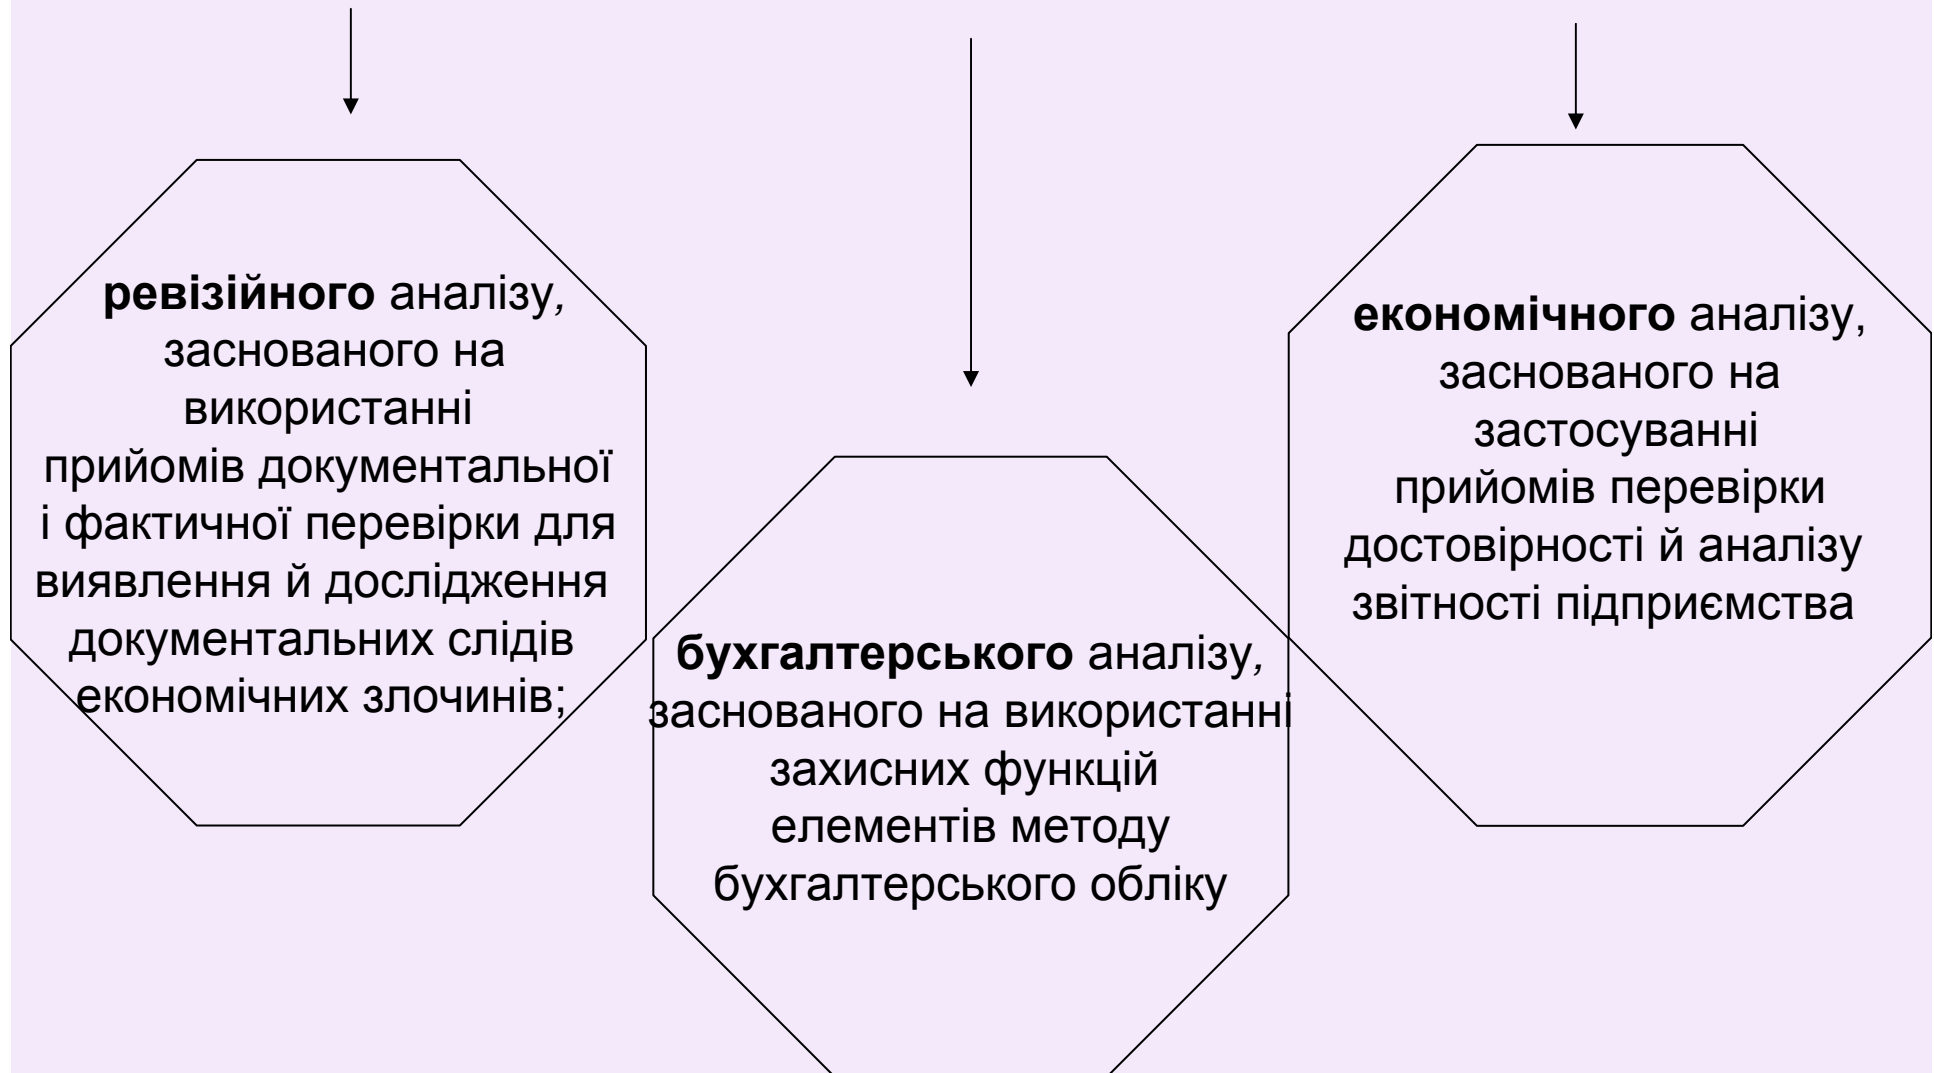 ревізійного аналізу,
заснованого на
використанні
прийомів документальної
і фактичної перевірки для
виявлення й дослідження
документальних слідів
економічних злочинів;
бухгалтерського аналізу,
заснованого на використанні
захисних функцій
елементів методу
бухгалтерського обліку
економічного аналізу,
заснованого на
застосуванні
прийомів перевірки
достовірності й аналізу
звітності підприємства